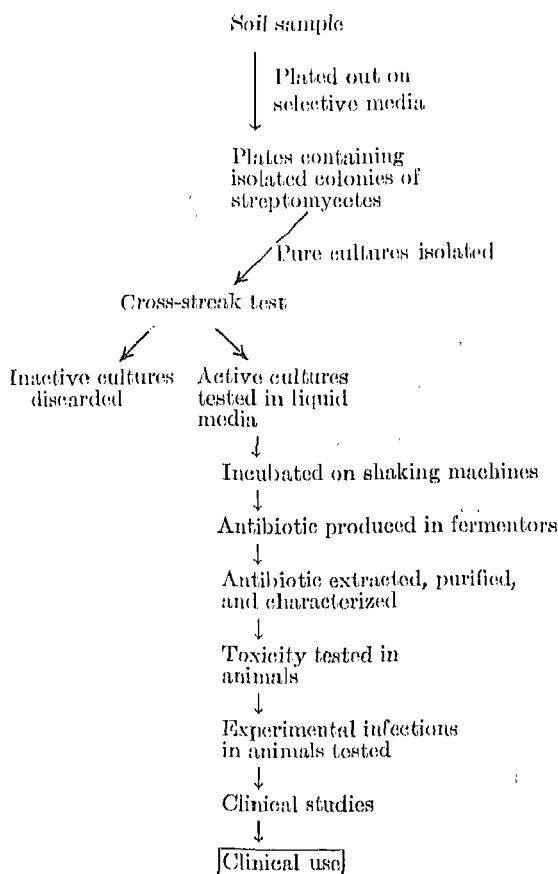 Soil sample
Plated out on
selective media
Plates containing
isolated colonies of
streptomycetes
Pure cultures isolated
Cross-streak test
Inactive cultures
discarded
Active cultures
tested in liquid
media
Incubated on shaking machines
Antibiotic produced in fermentors
Antibiotic extracted, purified,
and characterized
Toxicity tested in
animals
Experimental infections
in animals tested
Clinical studies
Clinical use